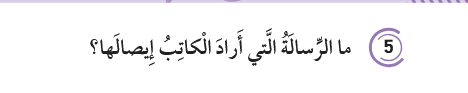 5 ما الرِّسالَةُ الَّتي أَرادَ الْكاتِبُ إِيصالَها؟